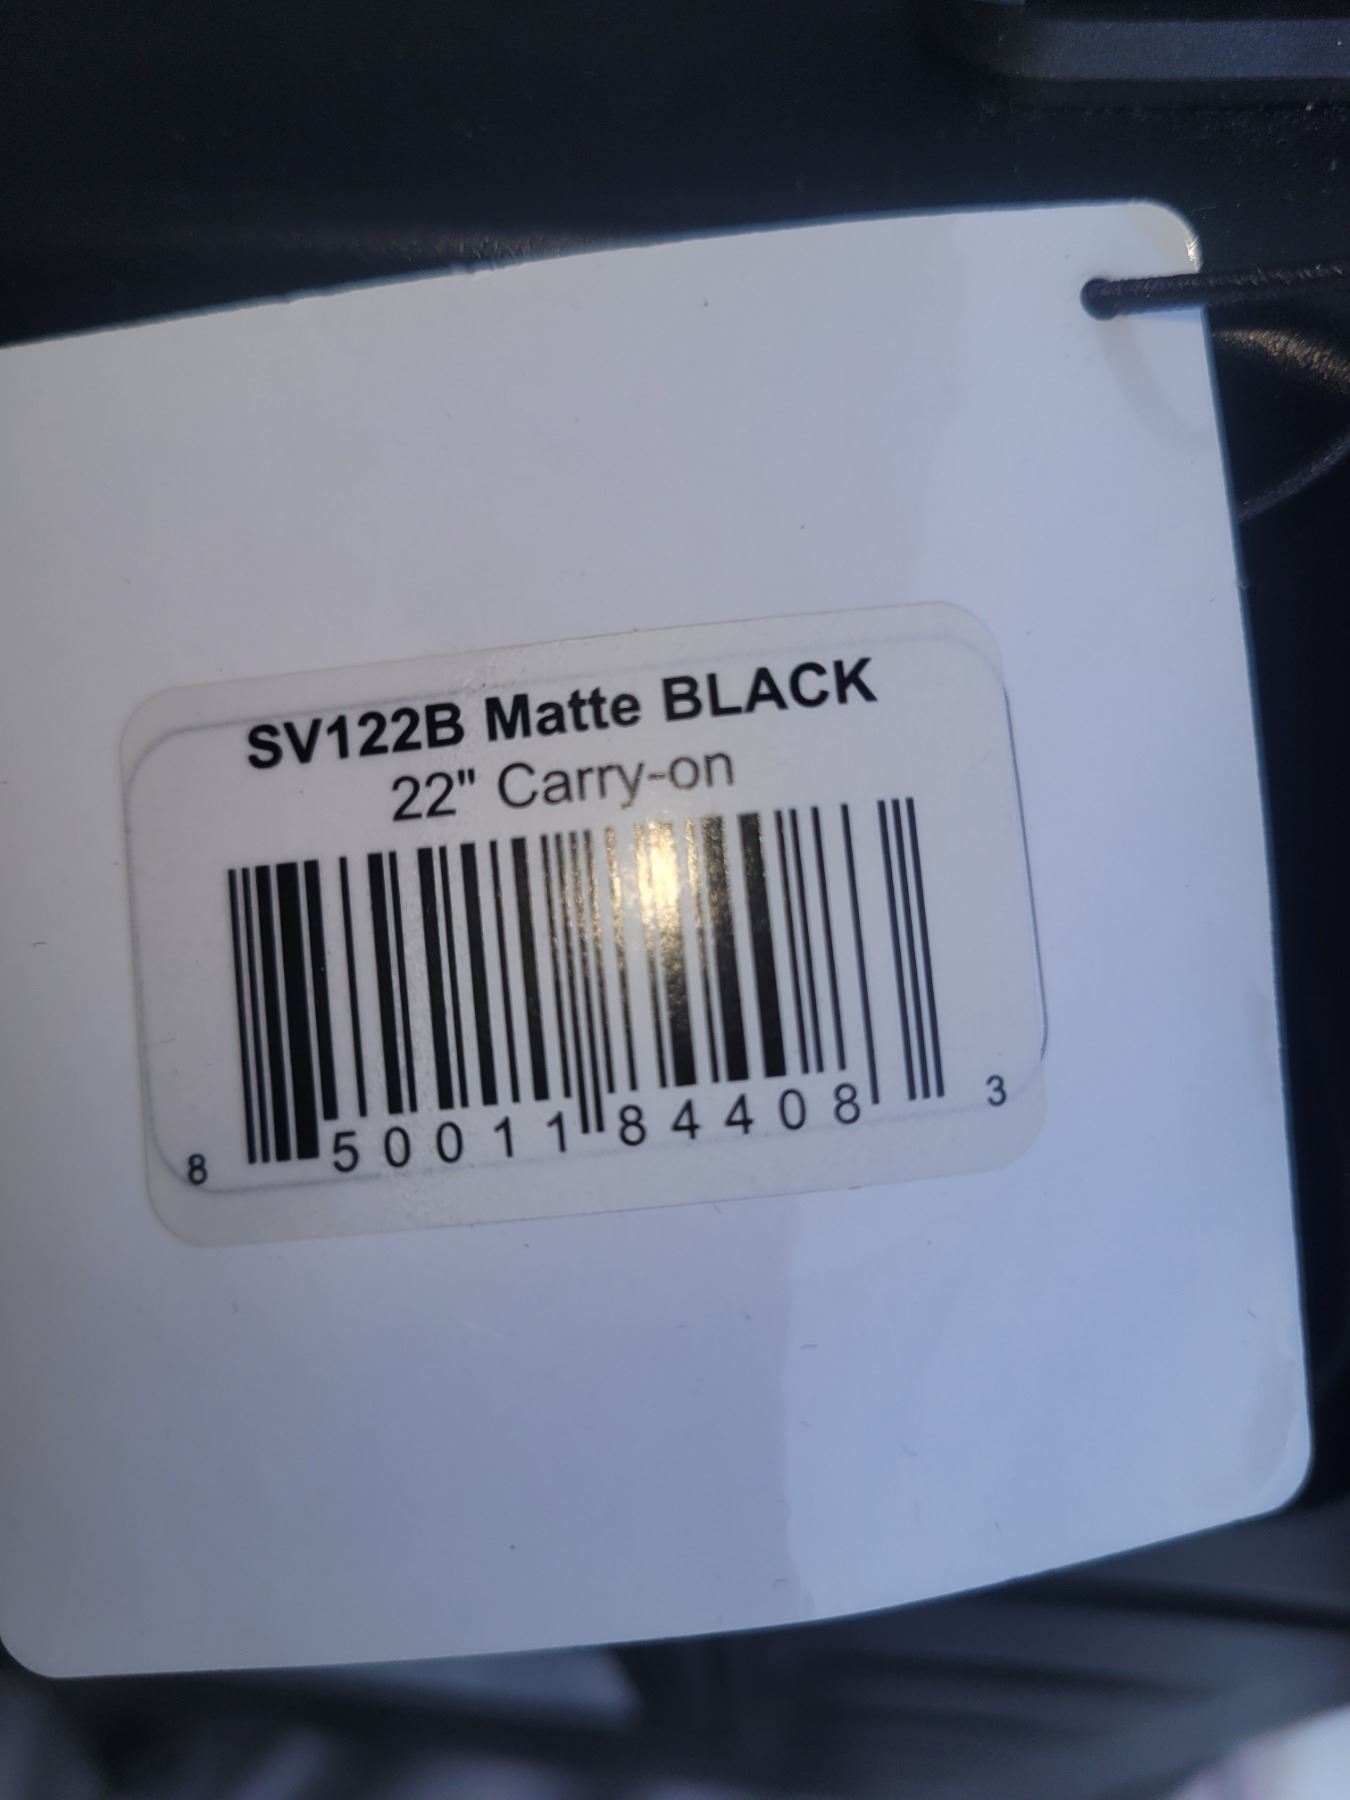 SV122B Matte BLACK
22" Carry-on
8 50011 84408 3